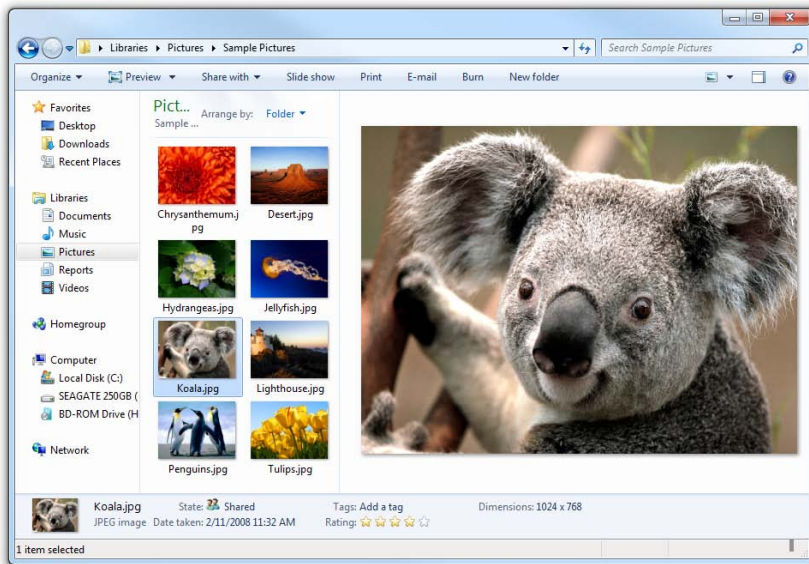 Libraries Pictures Sample Pictures
Search Sample Pictures
Organize Preview Share with Slide show Print E-mail Burn New folder
Favorites
Desktop
Downloads
Recent Places
Libraries
Documents
Music
Pictures
Reports
Videos
Homegroup
Computer
Local Disk (C:)
SEAGATE 250GB (
BD-ROM Drive (H
Network
Pict...
Sample ...
Arrange by: Folder
Chrysanthemum.j
pg
Desert.jpg
Hydrangeas.jpg
Jellyfish.jpg
Koala.jpg
Lighthouse.jpg
Penguins.jpg
Tulips.jpg
Koala.jpg State: Shared Tags: Add a tag Dimensions: 1024 x 768
JPEG image Date taken: 2/11/2008 11:32 AM Rating:
1 item selected